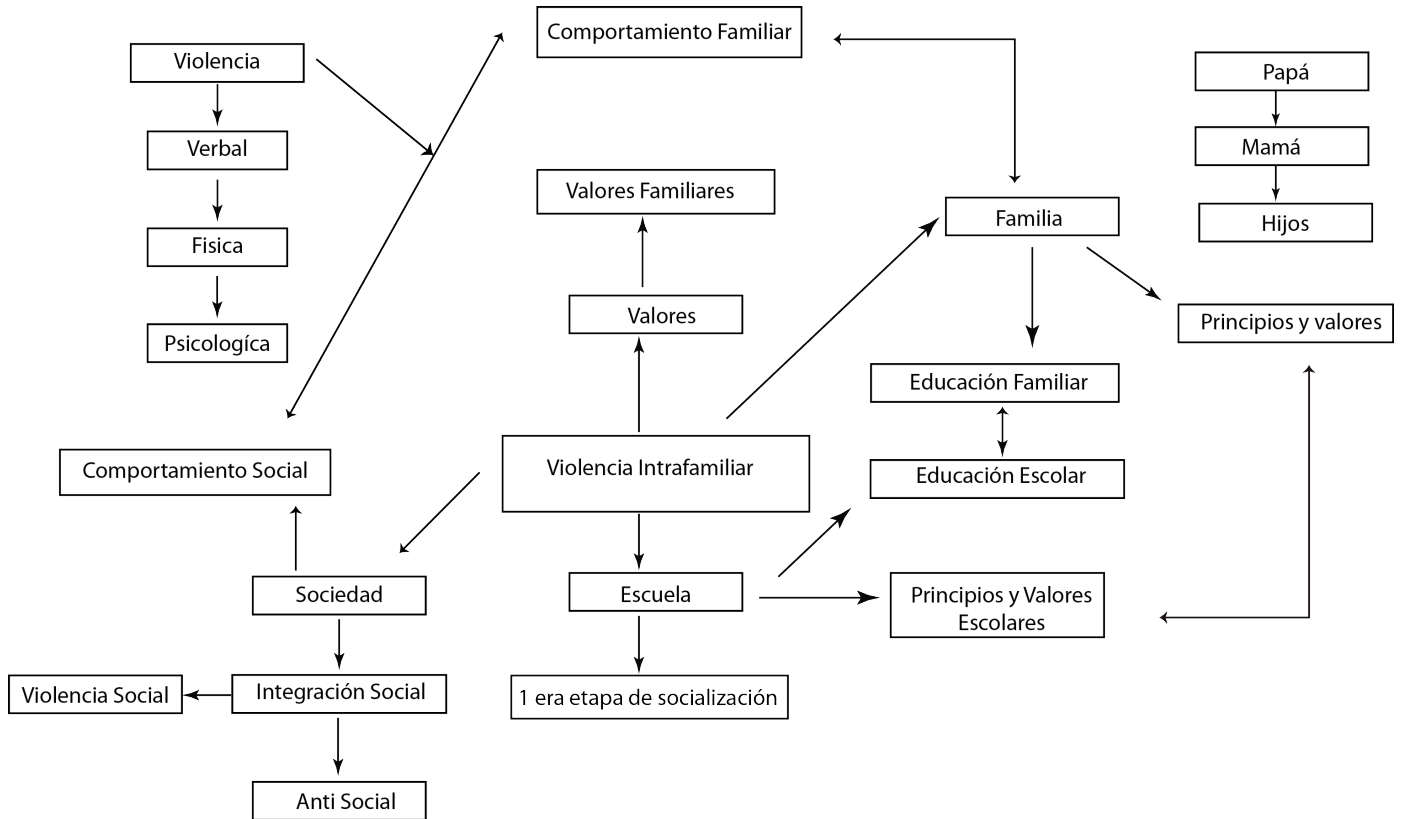 Comportamiento Familiar
Violencia
Papá
Verbal
Mamá
Valores Familiares
Familia
Hijos
Fisica
Valores
Principios y valores
Psicologíca
Educación Familiar
Comportamiento Social
Violencia Intrafamiliar
Educación Escolar
Sociedad
Escuela
Principios y Valores
Escolares
Violencia Social
Integración Social
1 era etapa de socialización
Anti Social